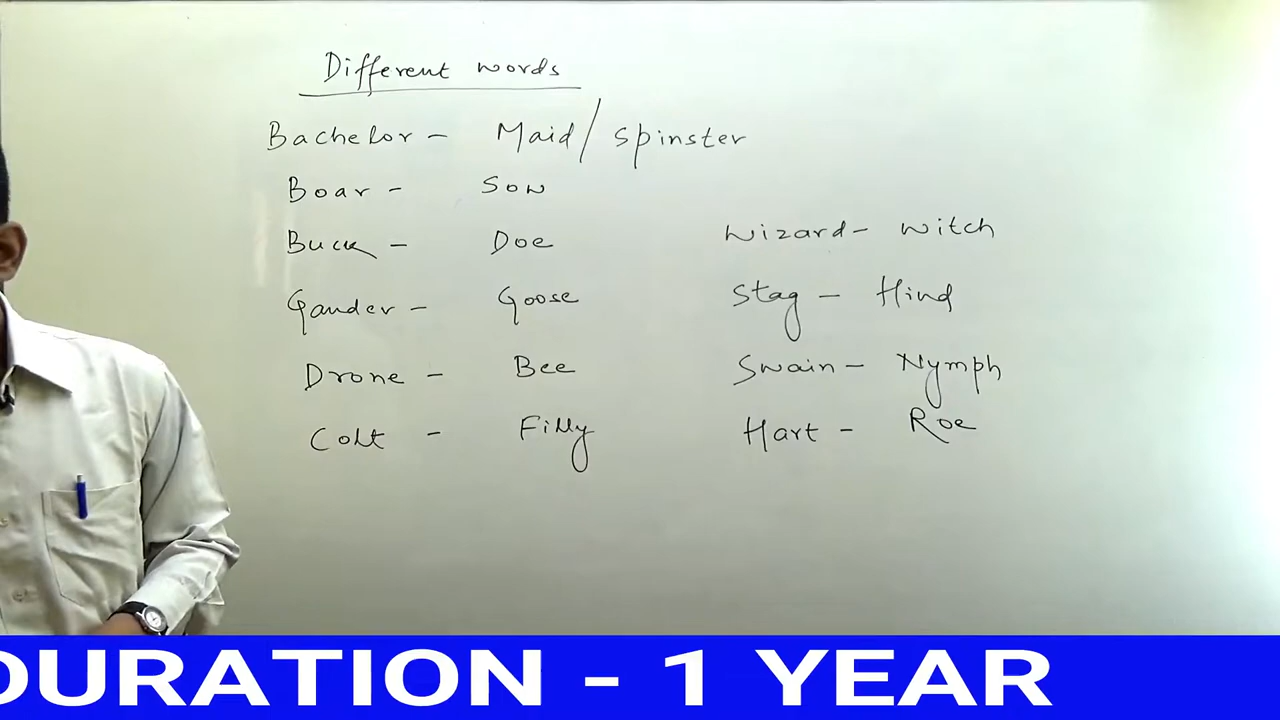 Different words
Bachelor - Maid/Spinster
Boar - Sow
Buck - Doe
Gander - Goose
Drone - Bee
Colt - Filly
Wizard - Witch
Stag - Hind
Swain - Nymph
Hart - Roe
DURATION - 1 YEAR